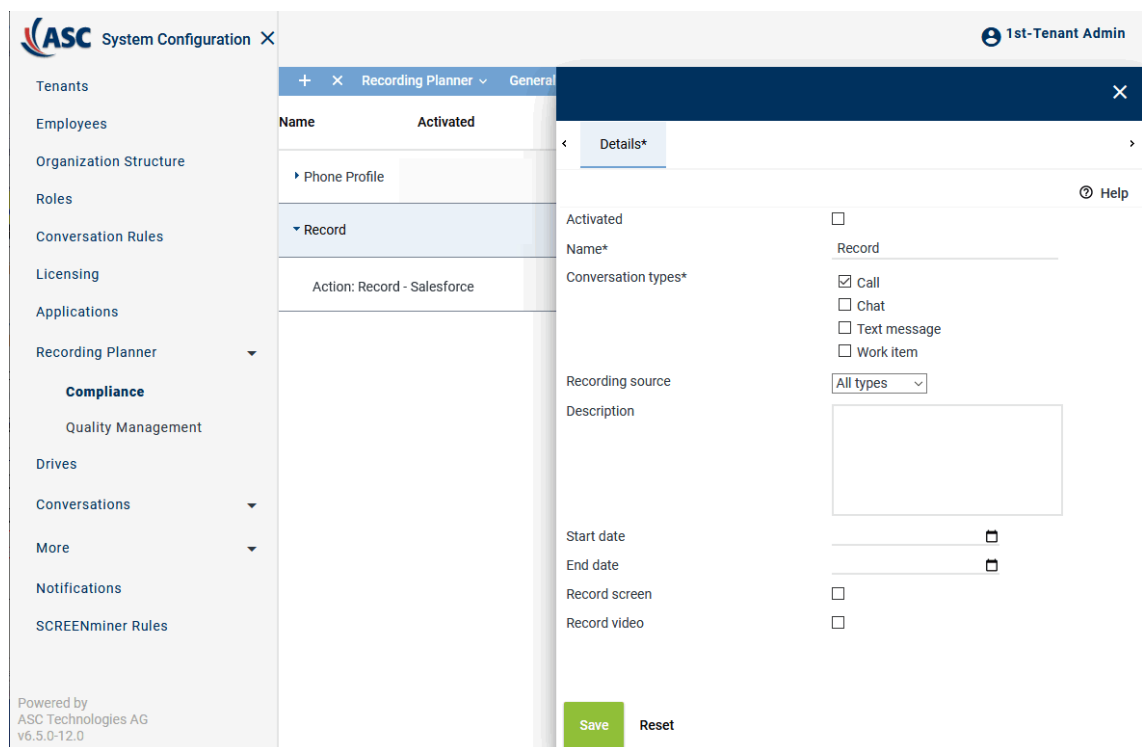 ASC System Configuration
1st-Tenant Admin
Tenants
Employees
Organization Structure
Roles
Conversation Rules
Licensing
Applications
Recording Planner
Compliance
Quality Management
Drives
Conversations
More
Notifications
SCREENminer Rules
Powered by
ASC Technologies AG
v6.5.0-12.0
+ × Recording Planner General
Name Activated
Phone Profile
Record
Action: Record - Salesforce
Details*
Help
Activated
Name* Record
Conversation types* Call
Chat
Text message
Work item
Recording source All types
Description
Start date
End date
Record screen
Record video
Save Reset